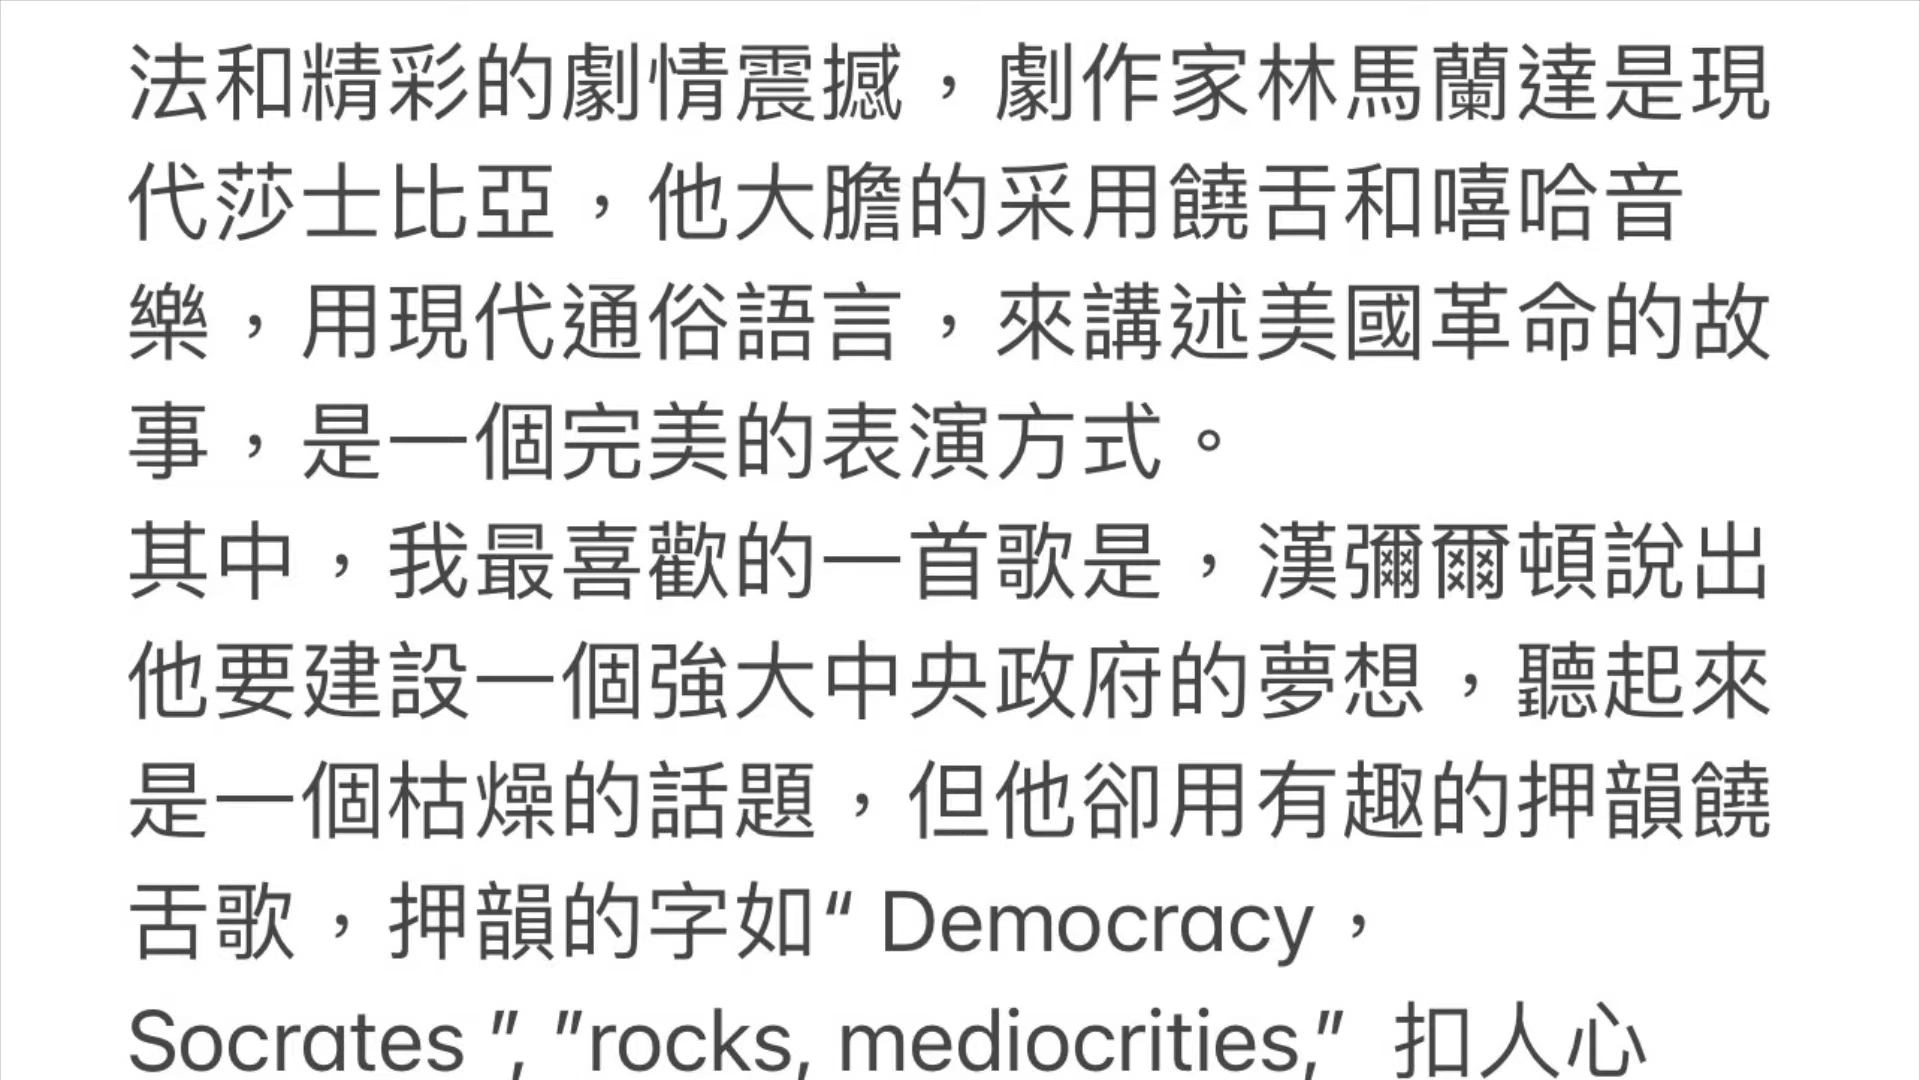 法和精彩的劇情震撼，劇作家林馬蘭達是現
代莎士比亞，他大膽的采用饒舌和嘻哈音
樂，用現代通俗語言，來講述美國革命的故
事，是一個完美的表演方式。
其中，我最喜歡的一首歌是，漢彌爾頓說出
他要建設一個強大中央政府的夢想，聽起來
是一個枯燥的話題，但他卻用有趣的押韻饒
舌歌，押韻的字如“ Democracy，
Socrates ”, ”rocks, mediocrities,”  扣人心